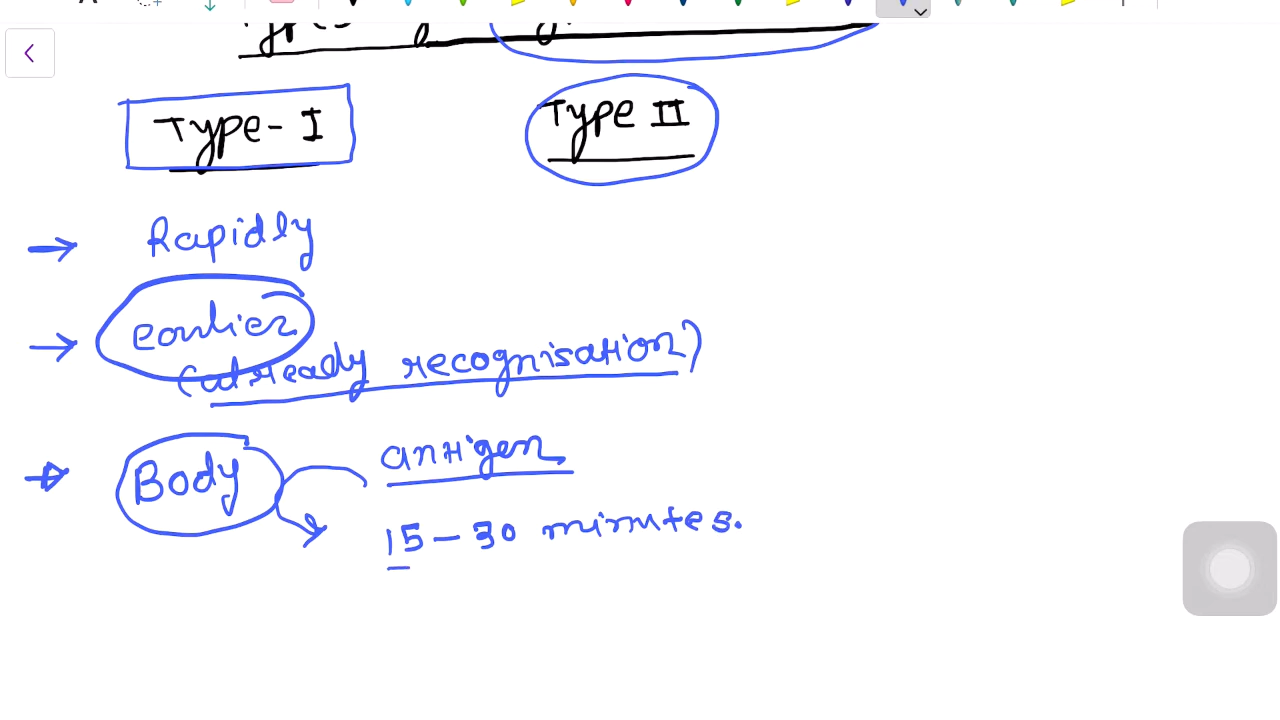 Type-I Type II
Rapidly
earlier
(already recognisation)
Body antigen
15-30 minutes.